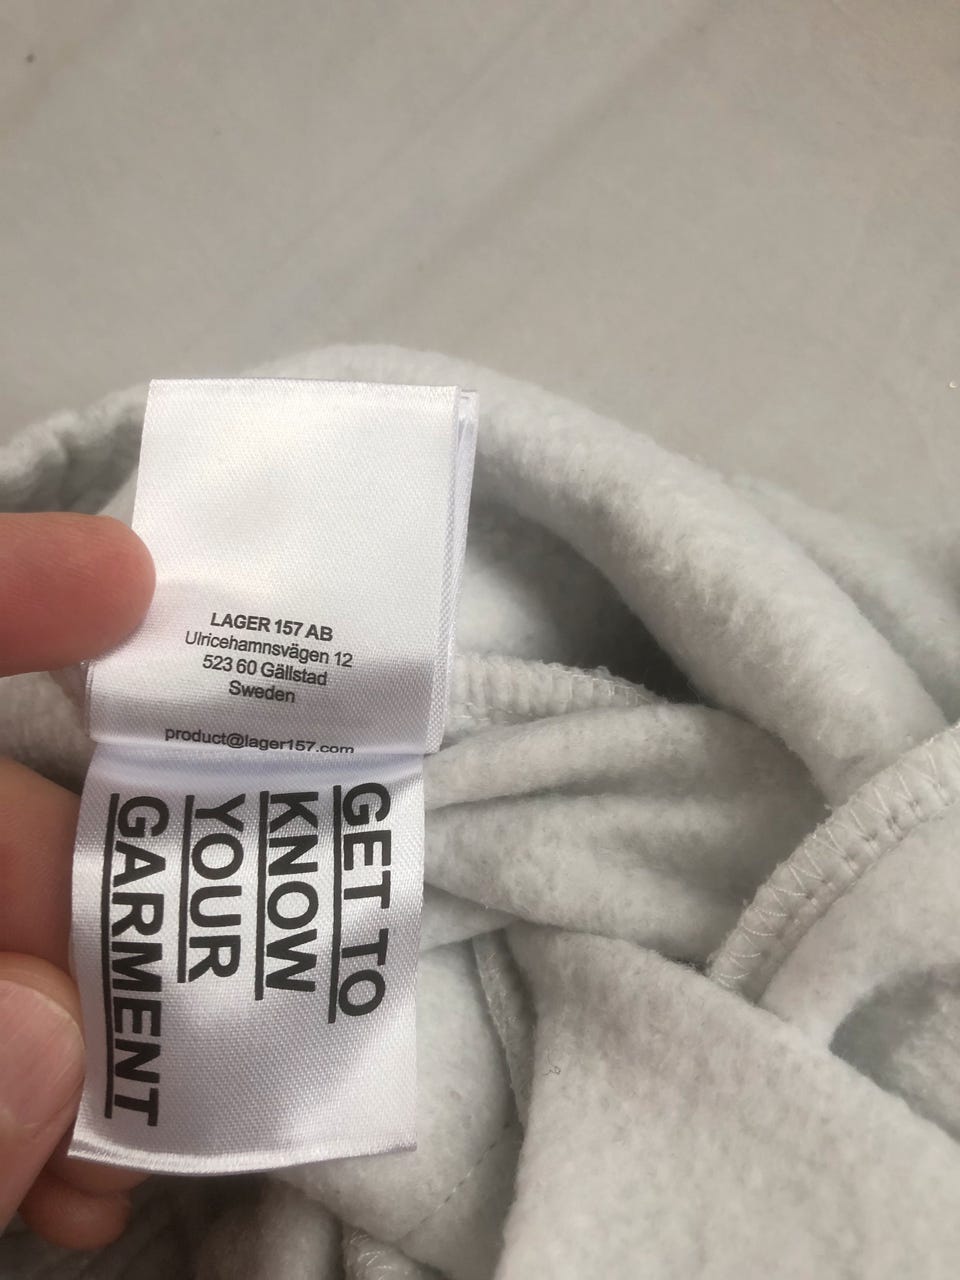 LAGER 157 AB
Ulricehamnsvägen 12
523 60 Gällstad
Sweden
product@lager157.com
GET TO
KNOW
YOUR
GARMENT